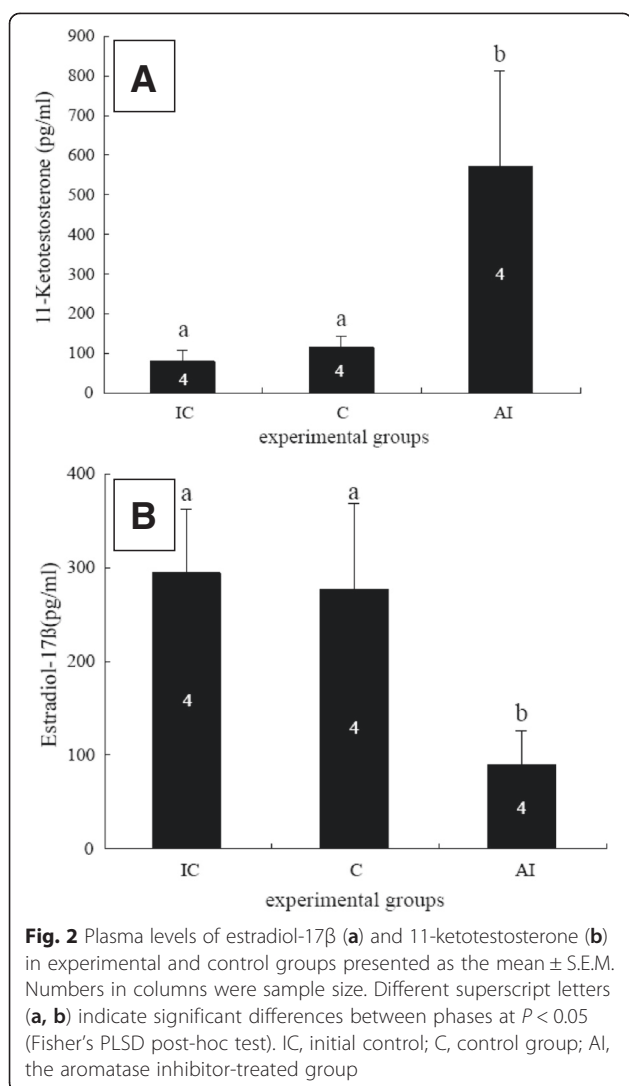 900
800
700
600
500
400
300
200
100
0
11-Ketotestosterone (pg/ml)
A
a
a
b
4
4
4
IC
C
AI
experimental groups
400
300
200
100
0
Estradiol-17ß(pg/ml)
B
a
a
b
4
4
4
IC
C
AI
experimental groups
Fig. 2 Plasma levels of estradiol-17β (a) and 11-ketotestosterone (b)
in experimental and control groups presented as the mean ± S.E.M.
Numbers in columns were sample size. Different superscript letters
(a, b) indicate significant differences between phases at P < 0.05
(Fisher's PLSD post-hoc test). IC, initial control; C, control group; AI,
the aromatase inhibitor-treated group